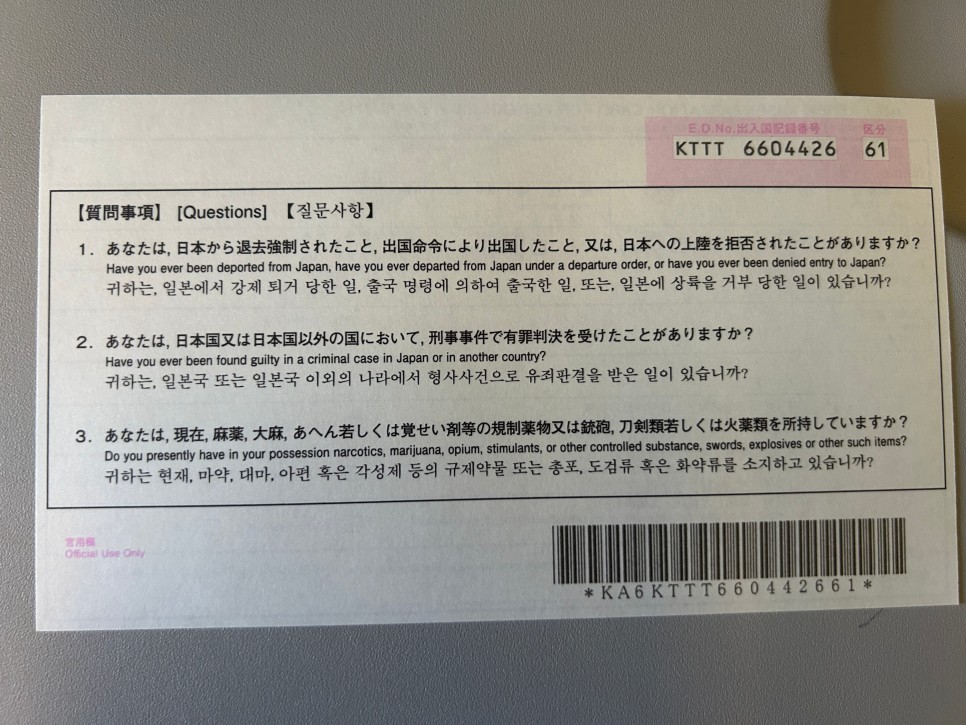 E.D.No.出入国記録番号 区分
KTTT 6604426 61
【質問事項】 [Questions] 【질문사항】
1. あなたは, 日本から退去強制されたこと, 出国命令により出国したこと, 又は, 日本への上陸を拒否されたことがありますか？
Have you ever been deported from Japan, have you ever departed from Japan under a departure order, or have you ever been denied entry to Japan?
귀하는, 일본에서 강제 퇴거 당한 일, 출국 명령에 의하여 출국한 일, 또는, 일본에 상륙을 거부 당한 일이 있습니까?
2. あなたは, 日本国又は日本国以外の国において, 刑事事件で有罪判決を受けたことがありますか？
Have you ever been found guilty in a criminal case in Japan or in another country?
귀하는, 일본국 또는 일본국 이외의 나라에서 형사사건으로 유죄판결을 받은 일이 있습니까?
3. あなたは, 現在, 麻薬, 大麻, あへん若しくは覚せい剤等の規制薬物又は銃砲, 刀剣類若しくは火薬類を所持していますか？
Do you presently have in your possession narcotics, marijuana, opium, stimulants, or other controlled substance, swords, explosives or other such items?
귀하는 현재, 마약, 대마, 아편 혹은 각성제 등의 규제약물 또는 총포, 도검류 혹은 화약류를 소지하고 있습니까?
官用欄
Official Use Only
*KA6KTTT660442661*